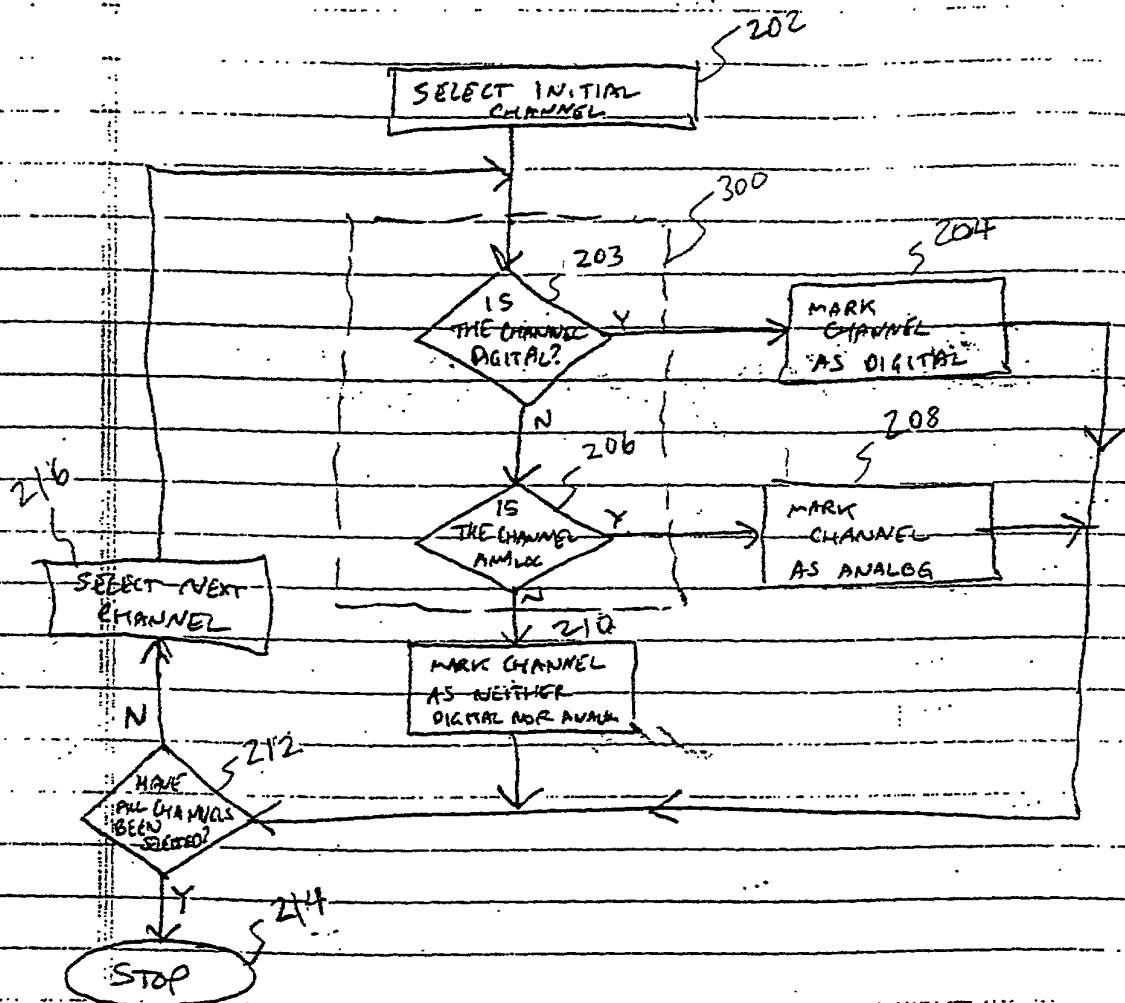 202
SELECT INITIAL
CHANNEL
300
203
204
IS
THE CHANNEL
DIGITAL?
Y
MARK
CHANNEL
AS DIGITAL
N
206
208
216
IS
THE CHANNEL
ANALOG
Y
MARK
CHANNEL
AS ANALOG
SELECT NEXT
CHANNEL
N
210
MARK CHANNEL
AS NEITHER
DIGITAL NOR ANALOG
N
212
HAVE
ALL CHANNELS
BEEN
SELECTED?
Y
214
STOP